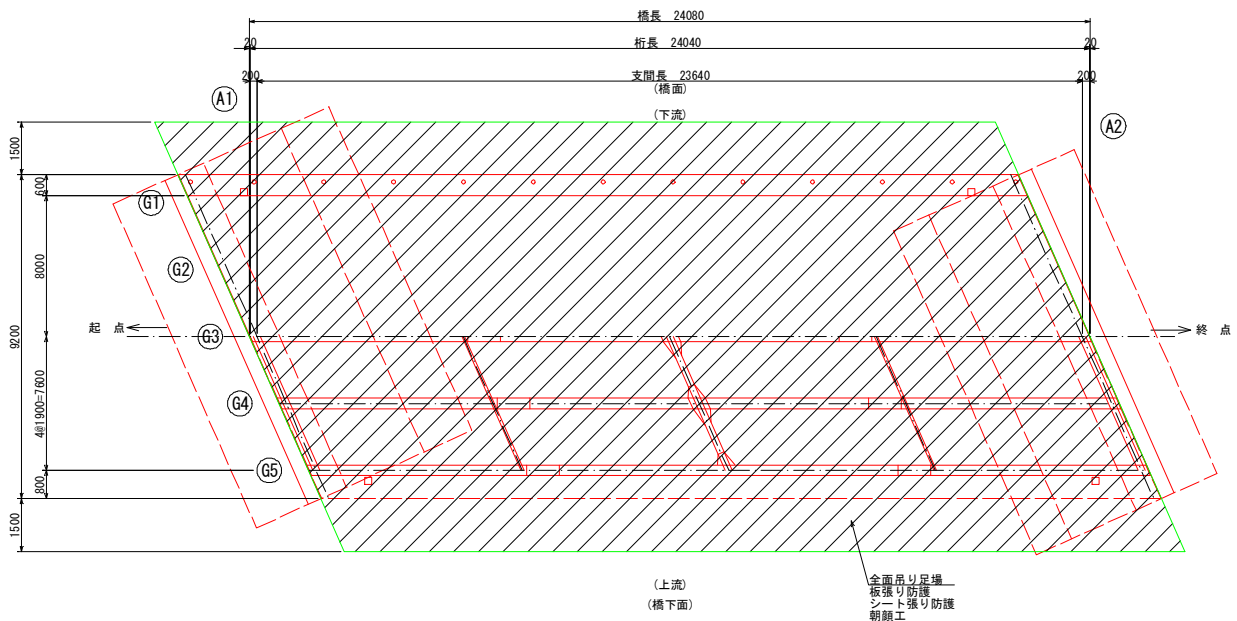 橋長 24080
20
桁長 24040
20
200
支間長 23640
200
(橋面)
(下流)
A1
A2
1500
600
8000
9200
4@1900=7600
800
1500
G1
G2
G3
G4
G5
起 点
終 点
(上流)
(橋下面)
全面吊り足場
板張り防護
シート張り防護
朝顔工